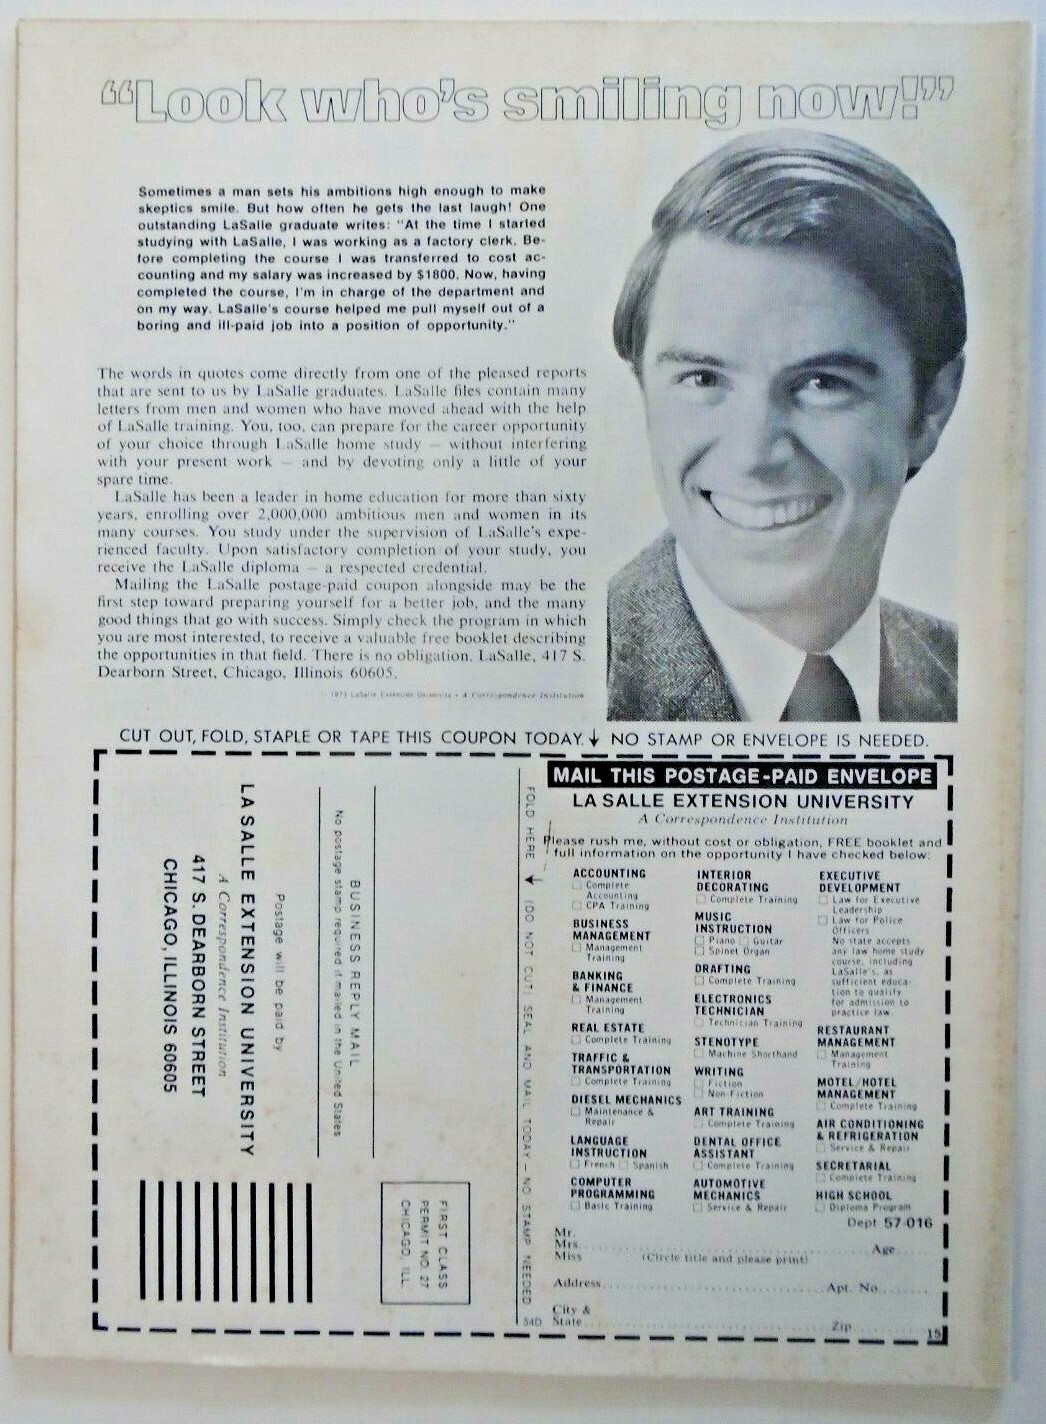 “Look who's smiling now!”
Sometimes a man sets his ambitions high enough to make
skeptics smile. But how often he gets the last laugh! One
outstanding LaSalle graduate writes: "At the time I started
studying with LaSalle, I was working as a factory clerk. Be-
fore completing the course I was transferred to cost ac-
counting and my salary was increased by $1800. Now, having
completed the course, I'm in charge of the department and
on my way. LaSalle's course helped me pull myself out of a
boring and ill-paid job into a position of opportunity."
The words in quotes come directly from one of the pleased reports
that are sent to us by LaSalle graduates. LaSalle files contain many
letters from men and women who have moved ahead with the help
of LaSalle training. You, too, can prepare for the career opportunity
of your choice through LaSalle home study — without interfering
with your present work — and by devoting only a little of your
spare time.
LaSalle has been a leader in home education for more than sixty
years, enrolling over 2,000,000 ambitious men and women in its
many courses. You study under the supervision of LaSalle's expe-
rienced faculty. Upon satisfactory completion of your study, you
receive the LaSalle diploma — a respected credential.
Mailing the LaSalle postage-paid coupon alongside may be the
first step toward preparing yourself for a better job, and the many
good things that go with success. Simply check the program in which
you are most interested, to receive a valuable free booklet describing
the opportunities in that field. There is no obligation. LaSalle, 417 S.
Dearborn Street, Chicago, Illinois 60605.
1973 LaSalle Extension University • A Correspondence Institution
CUT OUT, FOLD, STAPLE OR TAPE THIS COUPON TODAY. ↓ NO STAMP OR ENVELOPE IS NEEDED.
FIRST CLASS
PERMIT NO. 27
CHICAGO, ILL.
BUSINESS REPLY MAIL
No postage stamp required if mailed in the United States
Postage will be paid by
LA SALLE EXTENSION UNIVERSITY
A Correspondence Institution
417 S. DEARBORN STREET
CHICAGO, ILLINOIS 60605
FOLD HERE → (DO NOT CUT) SEAL AND MAIL TODAY — NO STAMP NEEDED
MAIL THIS POSTAGE-PAID ENVELOPE
LA SALLE EXTENSION UNIVERSITY
A Correspondence Institution
Please rush me, without cost or obligation, FREE booklet and
full information on the opportunity I have checked below:
ACCOUNTING
☐ Complete
Accounting
☐ CPA Training
BUSINESS
MANAGEMENT
☐ Management
Training
BANKING
& FINANCE
☐ Management
Training
REAL ESTATE
☐ Complete Training
TRAFFIC &
TRANSPORTATION
☐ Complete Training
DIESEL MECHANICS
☐ Maintenance &
Repair
LANGUAGE
INSTRUCTION
☐ French ☐ Spanish
COMPUTER
PROGRAMMING
☐ Basic Training
INTERIOR
DECORATING
☐ Complete Training
MUSIC
INSTRUCTION
☐ Piano ☐ Guitar
☐ Spinet Organ
DRAFTING
☐ Complete Training
ELECTRONICS
TECHNICIAN
☐ Technician Training
STENOTYPE
☐ Machine Shorthand
WRITING
☐ Fiction
☐ Non-Fiction
ART TRAINING
☐ Complete Training
DENTAL OFFICE
ASSISTANT
☐ Complete Training
AUTOMOTIVE
MECHANICS
☐ Service & Repair
EXECUTIVE
DEVELOPMENT
☐ Law for Executive
Leadership
☐ Law for Police
Officers
No state accepts
any law home study
course, including
LaSalle's, as
sufficient educa-
tion to qualify
for admission to
practice law
RESTAURANT
MANAGEMENT
☐ Management
Training
MOTEL/HOTEL
MANAGEMENT
☐ Complete Training
AIR CONDITIONING
& REFRIGERATION
☐ Service & Repair
SECRETARIAL
☐ Complete Training
HIGH SCHOOL
☐ Diploma Program
Dept 57-016
Mr.
Mrs.
Miss
Age
(Circle title and please print)
Address
Apt. No.
City &
State
Zip
54D
15